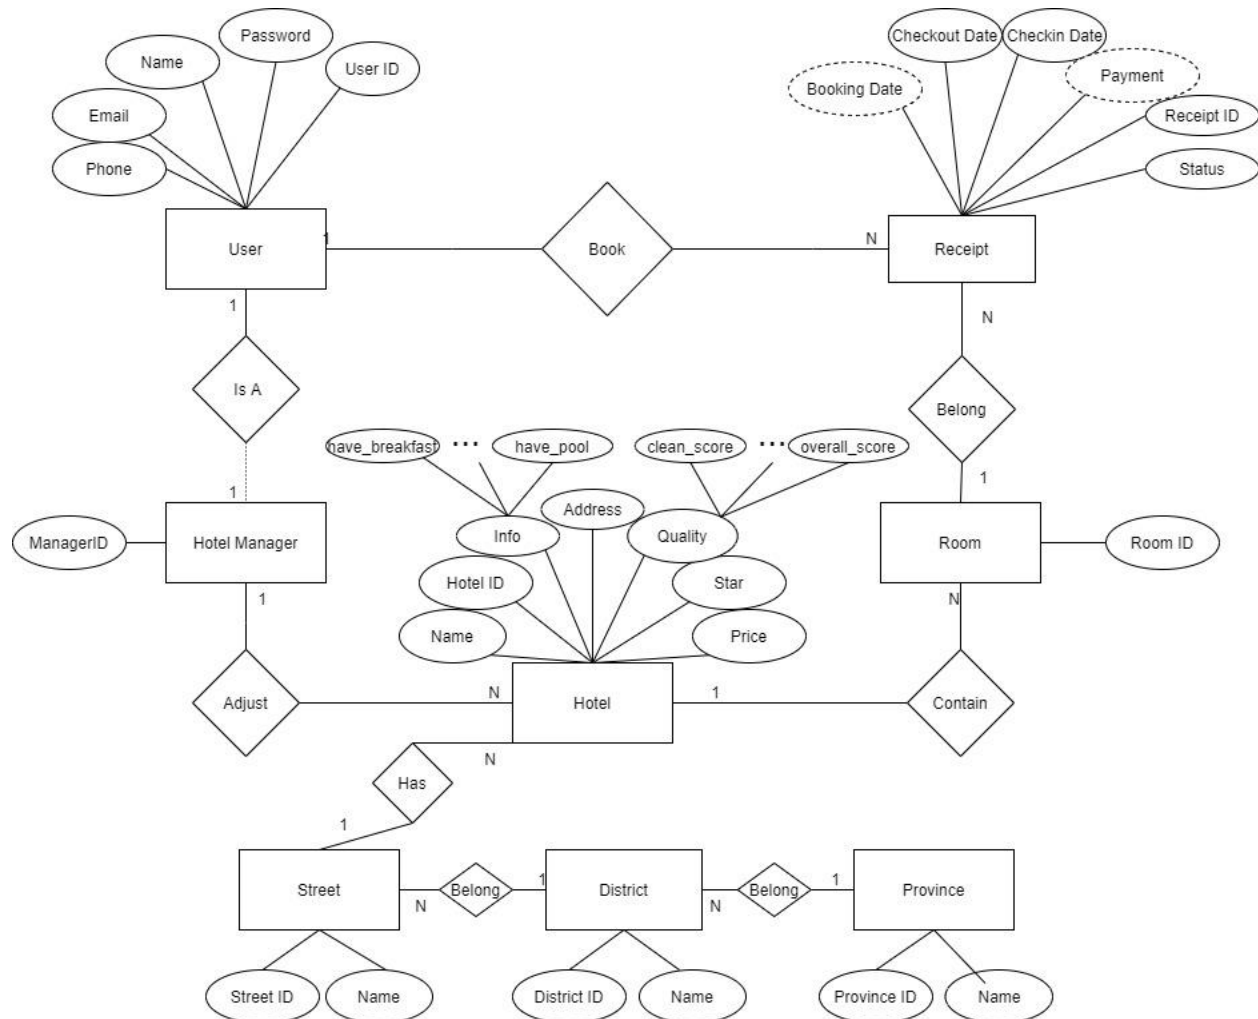 Password
Checkout Date
Checkin Date
Name
User ID
Payment
Booking Date
Email
Receipt ID
Phone
Status
User
1
Book
N
Receipt
1
N
Is A
Belong
have_breakfast
...
have_pool
clean_score
...
overall_score
1
1
Address
ManagerID
Hotel Manager
Info
Quality
Room
Room ID
Hotel ID
Star
1
N
Name
Price
Adjust
N
Hotel
1
Contain
N
Has
1
Street
N
Belong
1
District
N
Belong
1
Province
Street ID
Name
District ID
Name
Province ID
Name